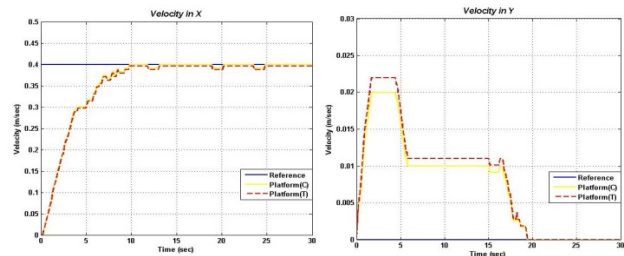 Velocity in X
0.5
0.45
0.4
0.35
0.3
0.25
0.2
0.15
0.1
0.05
0
Velocity (m/sec)
0 5 10 15 20 25 30
Time (sec)
Reference
Platform(C)
Platform(T)
Velocity in Y
0.03
0.025
0.02
0.015
0.01
0.005
0
Velocity (m/sec)
0 5 10 15 20 25 30
Time (sec)
Reference
Platform(C)
Platform(T)